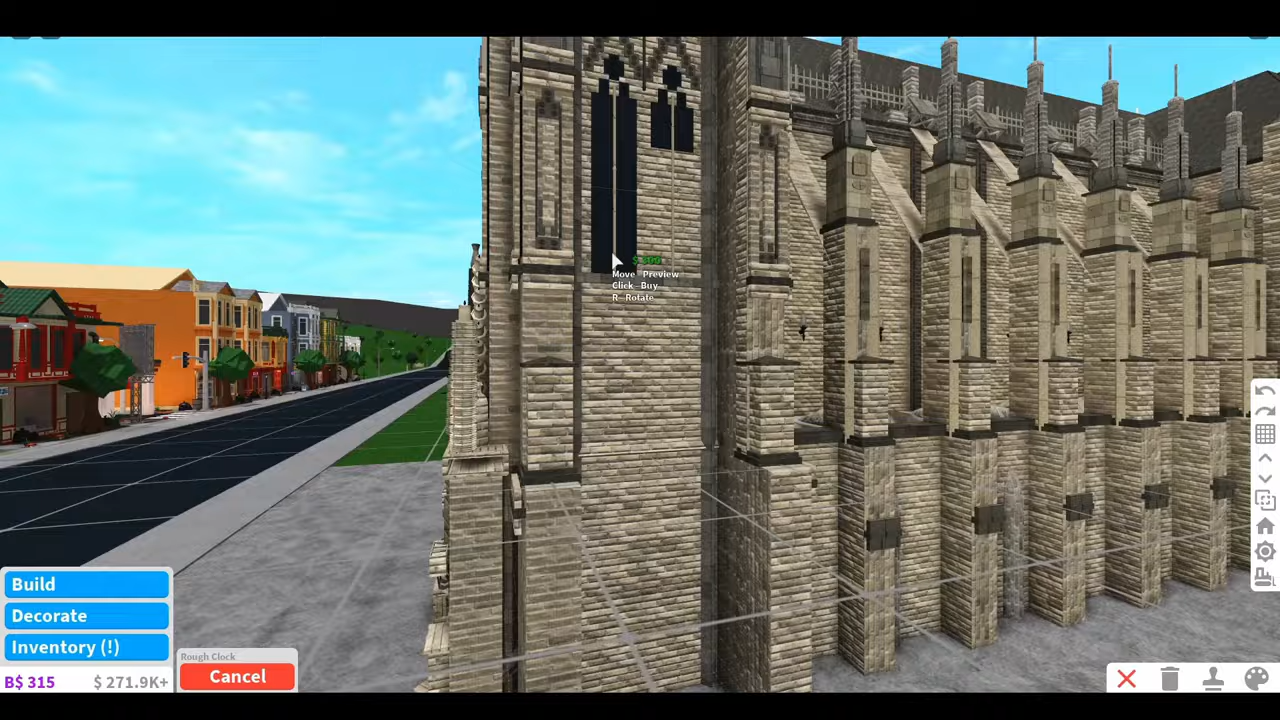 Move - Preview
Click - Buy
R - Rotate
Build
Decorate
Inventory (!)
B$ 315
$ 271.9K+
Rough Clock
Cancel